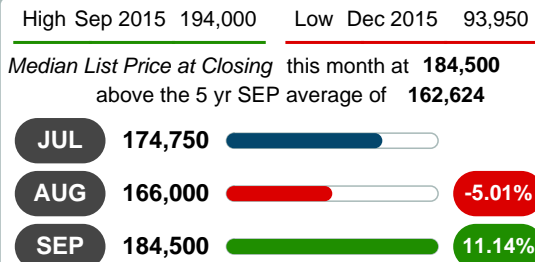 High Sep 2015 194,000 Low Dec 2015 93,950
Median List Price at Closing this month at 184,500
above the 5 yr SEP average of 162,624
JUL 174,750
AUG 166,000 -5.01%
SEP 184,500 11.14%